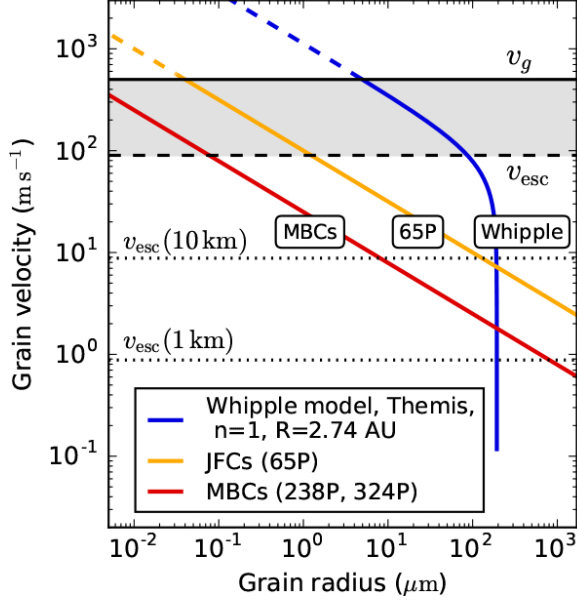 10³
v_g
10²
v_esc
Grain velocity (m s⁻¹)
MBCs
65P
Whipple
v_esc(10 km)
10¹
v_esc(1 km)
10⁰
Whipple model, Themis,
n=1, R=2.74 AU
JFCs (65P)
MBCs (238P, 324P)
10⁻¹
10⁻² 10⁻¹ 10⁰ 10¹ 10² 10³
Grain radius (μm)